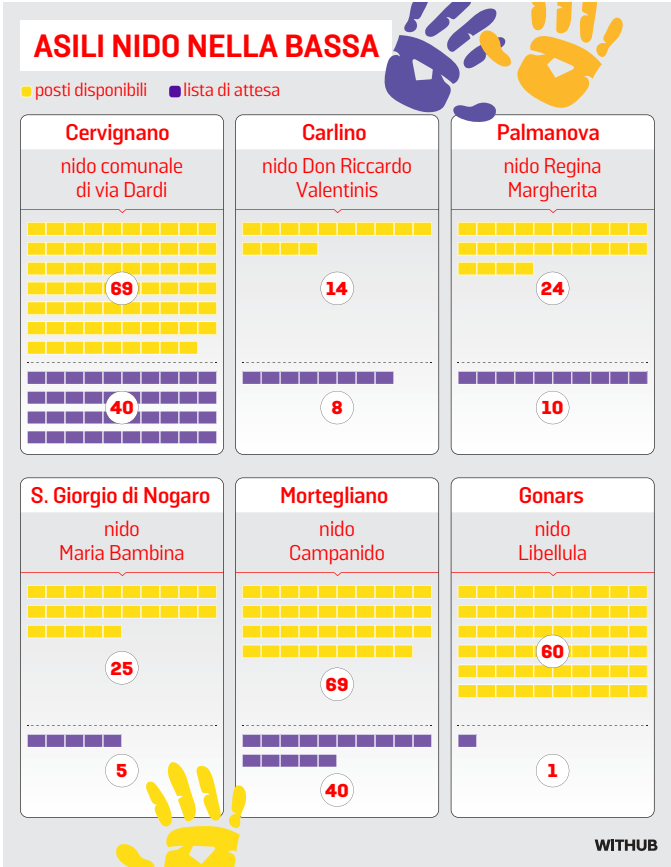 ASILI NIDO NELLA BASSA
posti disponibili lista di attesa
Cervignano
nido comunale
di via Dardi
69
40
Carlino
nido Don Riccardo
Valentinis
14
8
Palmanova
nido Regina
Margherita
24
10
S. Giorgio di Nogaro
nido
Maria Bambina
25
5
Mortegliano
nido
Campanido
69
40
Gonars
nido
Libellula
60
1
WITHUB